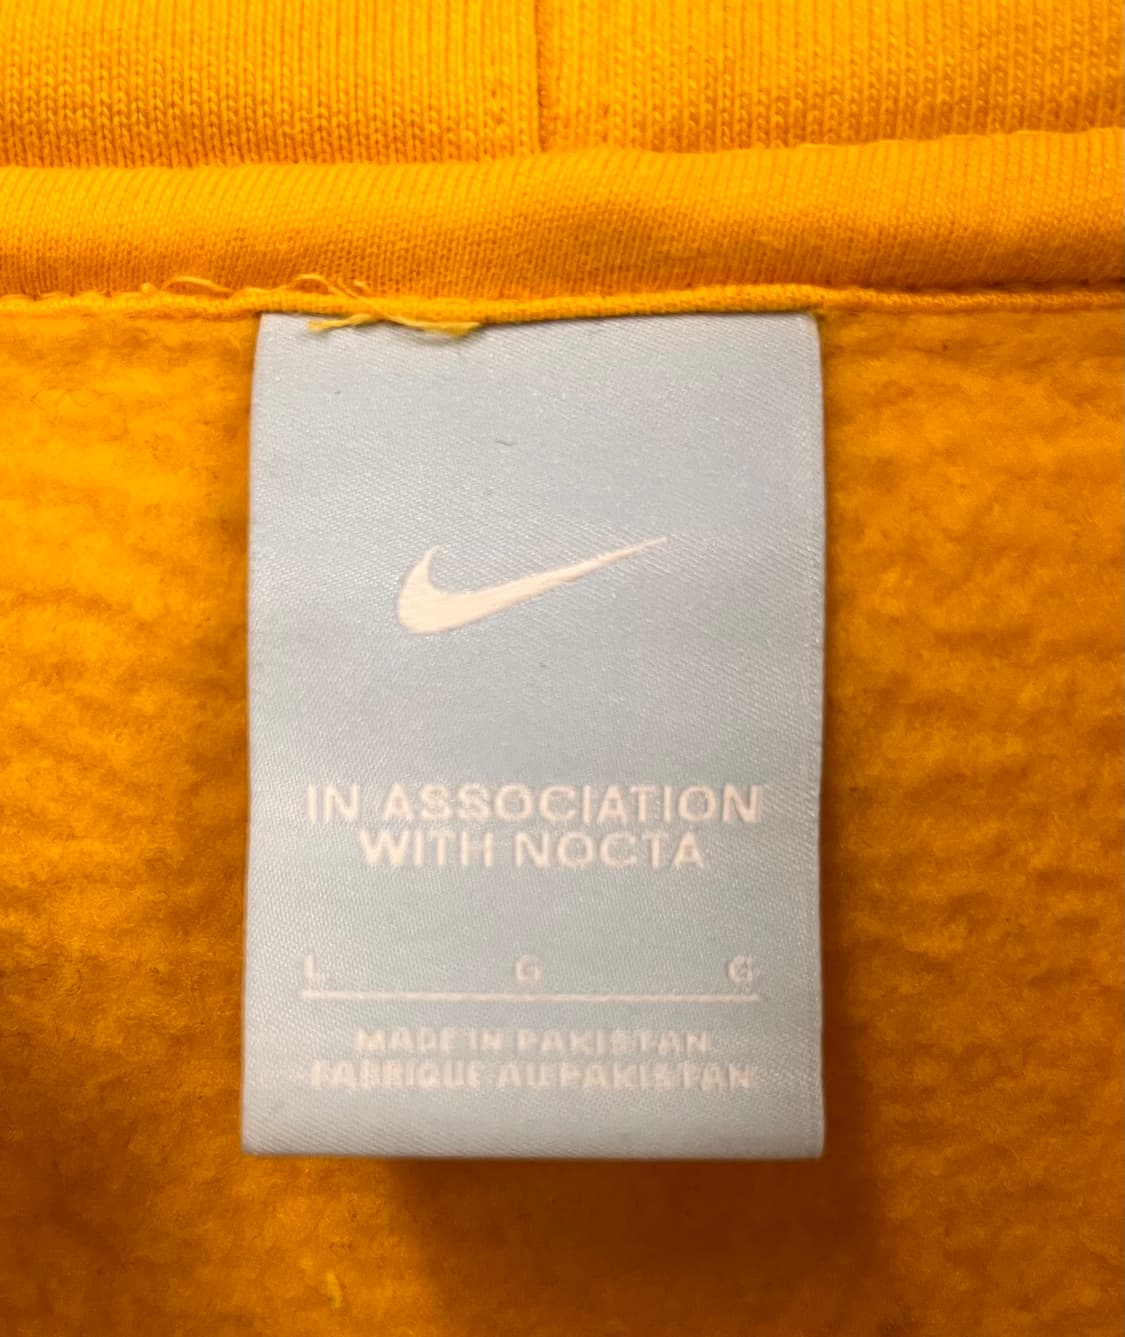 IN ASSOCIATION
WITH NOCTA
L G G
MADE IN PAKISTAN
FABRIQUE AU PAKISTAN